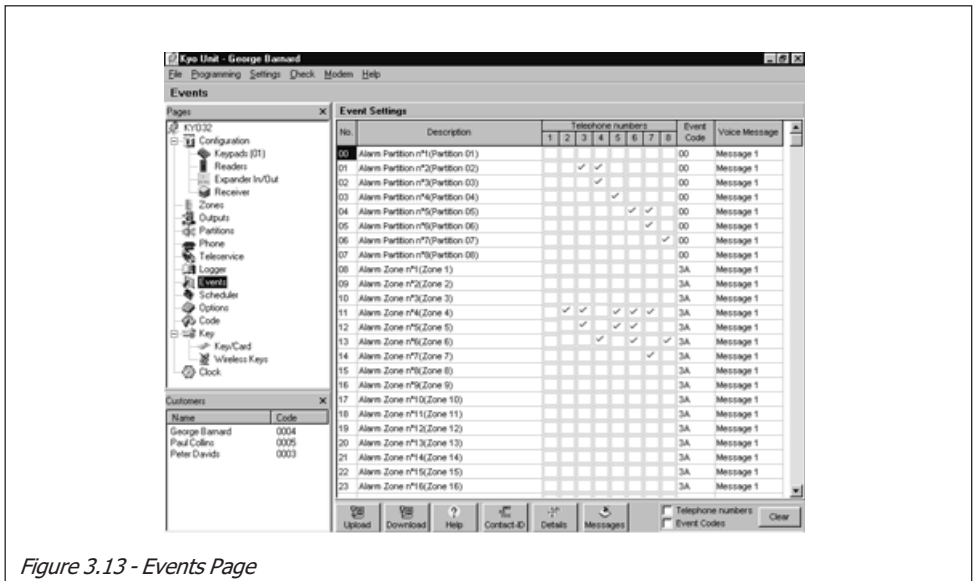 Kyo Unit - George Barnard
File Programming Settings Check Modem Help
Events
Pages
KYO32
Configuration
Keypads (01)
Readers
Expander In/Out
Receiver
Zones
Outputs
Partitions
Phone
Teleservice
Logger
Events
Scheduler
Options
Code
Key
Key/Card
Wireless Keys
Clock
Customers
Name Code
George Barnard 0004
Paul Collins 0005
Peter Davids 0003
Event Settings
No. Description Telephone numbers Event Code Voice Message
1 2 3 4 5 6 7 8
00 Alarm Partition n°1(Partition 01) 00 Message 1
01 Alarm Partition n°2(Partition 02) ✓ ✓ 00 Message 1
02 Alarm Partition n°3(Partition 03) ✓ 00 Message 1
03 Alarm Partition n°4(Partition 04) ✓ 00 Message 1
04 Alarm Partition n°5(Partition 05) ✓ ✓ 00 Message 1
05 Alarm Partition n°6(Partition 06) ✓ 00 Message 1
06 Alarm Partition n°7(Partition 07) ✓ 00 Message 1
07 Alarm Partition n°8(Partition 08) 00 Message 1
08 Alarm Zone n°1(Zone 1) 3A Message 1
09 Alarm Zone n°2(Zone 2) 3A Message 1
10 Alarm Zone n°3(Zone 3) 3A Message 1
11 Alarm Zone n°4(Zone 4) ✓ ✓ ✓ ✓ ✓ 3A Message 1
12 Alarm Zone n°5(Zone 5) ✓ ✓ ✓ 3A Message 1
13 Alarm Zone n°6(Zone 6) ✓ ✓ ✓ 3A Message 1
14 Alarm Zone n°7(Zone 7) ✓ 3A Message 1
15 Alarm Zone n°8(Zone 8) 3A Message 1
16 Alarm Zone n°9(Zone 9) 3A Message 1
17 Alarm Zone n°10(Zone 10) 3A Message 1
18 Alarm Zone n°11(Zone 11) 3A Message 1
19 Alarm Zone n°12(Zone 12) 3A Message 1
20 Alarm Zone n°13(Zone 13) 3A Message 1
21 Alarm Zone n°14(Zone 14) 3A Message 1
22 Alarm Zone n°15(Zone 15) 3A Message 1
23 Alarm Zone n°16(Zone 16) 3A Message 1
Upload Download Help Contact-ID Details Messages Telephone numbers Clear
Event Codes
Figure 3.13 - Events Page